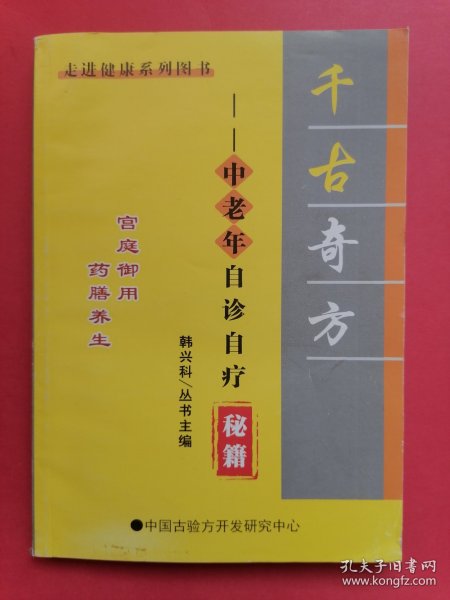 走进健康系列图书
千古奇方
——中老年自诊自疗
秘籍
韩兴科/丛书主编
宫庭御用
药膳养生
●中国古验方开发研究中心
孔夫子旧书网
www.kongfz.com